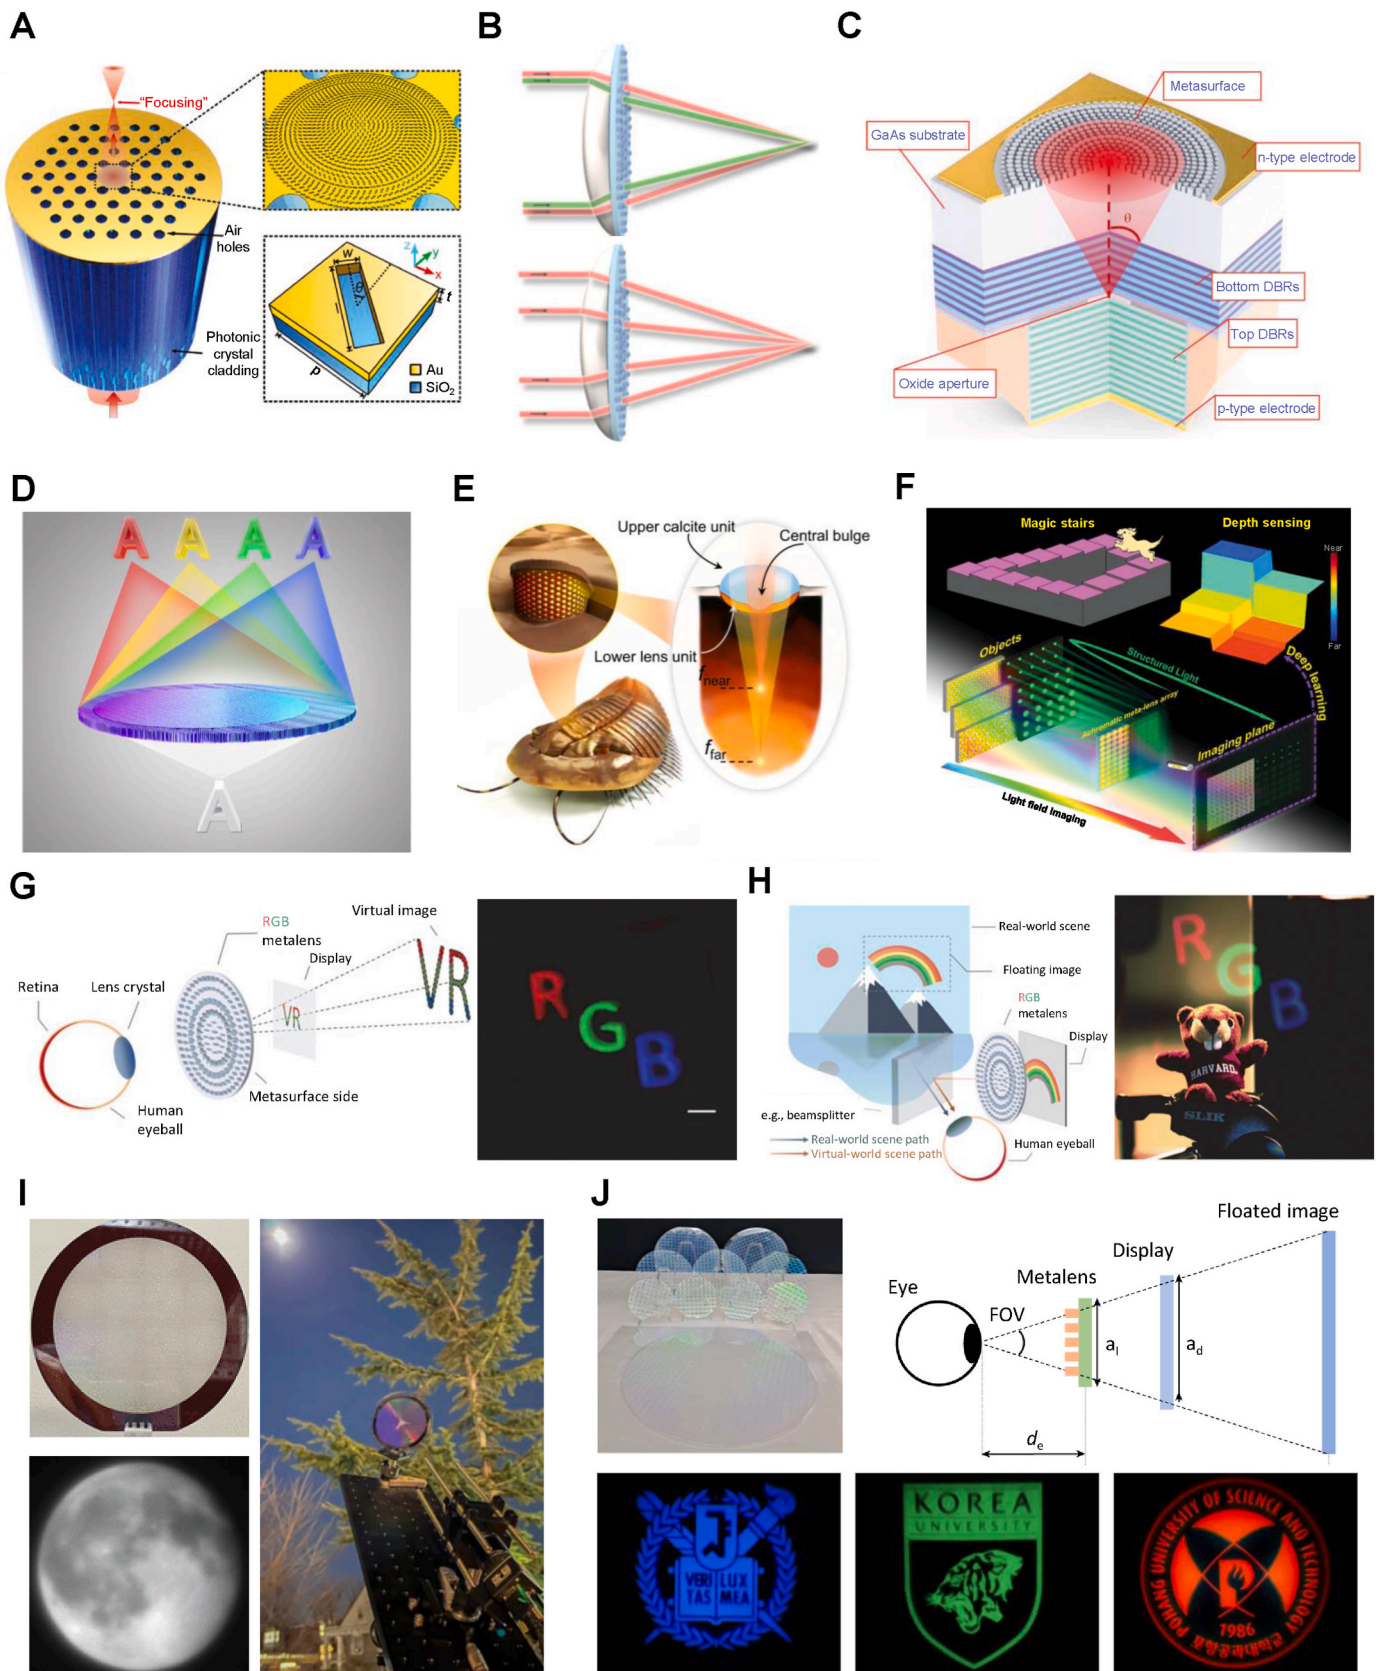 A
"Focusing"
Air
holes
Photonic
crystal
cladding
w
l
θ
z
y
x
t
p
Au
SiO2
B
C
Metasurface
GaAs substrate
n-type electrode
θ
Bottom DBRs
Top DBRs
Oxide aperture
p-type electrode
D
A A A A
A
E
Upper calcite unit
Central bulge
Lower lens unit
fnear
ffar
F
Magic stairs
Depth sensing
Near
Far
Objects
Structured Light
Deep learning
Achromatic meta-lens array
Imaging plane
Light field imaging
G
RGB
metalens
Virtual image
Display
Retina
Lens crystal
VR
VR
Metasurface side
Human
eyeball
R
G
B
H
Real-world scene
Floating image
RGB
metalens
Display
e.g., beamsplitter
Real-world scene path
Virtual-world scene path
Human eyeball
R
G
B
HARVARD
SLIK
I
J
Floated image
Display
Metalens
Eye
FOV
al
ad
de
VERI LUX
TAS MEA
KOREA
UNIVERSITY
POHANG UNIVERSITY OF SCIENCE AND TECHNOLOGY
1986